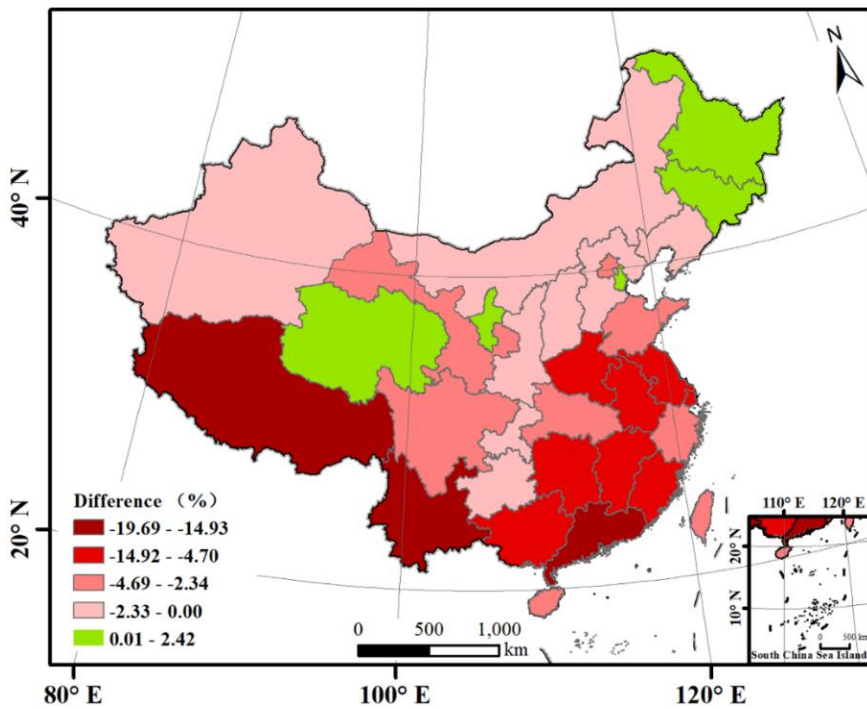 N
40° N
20° N
Difference （%）
-19.69 - -14.93
-14.92 - -4.70
-4.69 - -2.34
-2.33 - 0.00
0.01 - 2.42
0 500 1,000
km
110° E 120° E
20° N
10° N
0 500 km
South China Sea Island
80° E 100° E 120° E